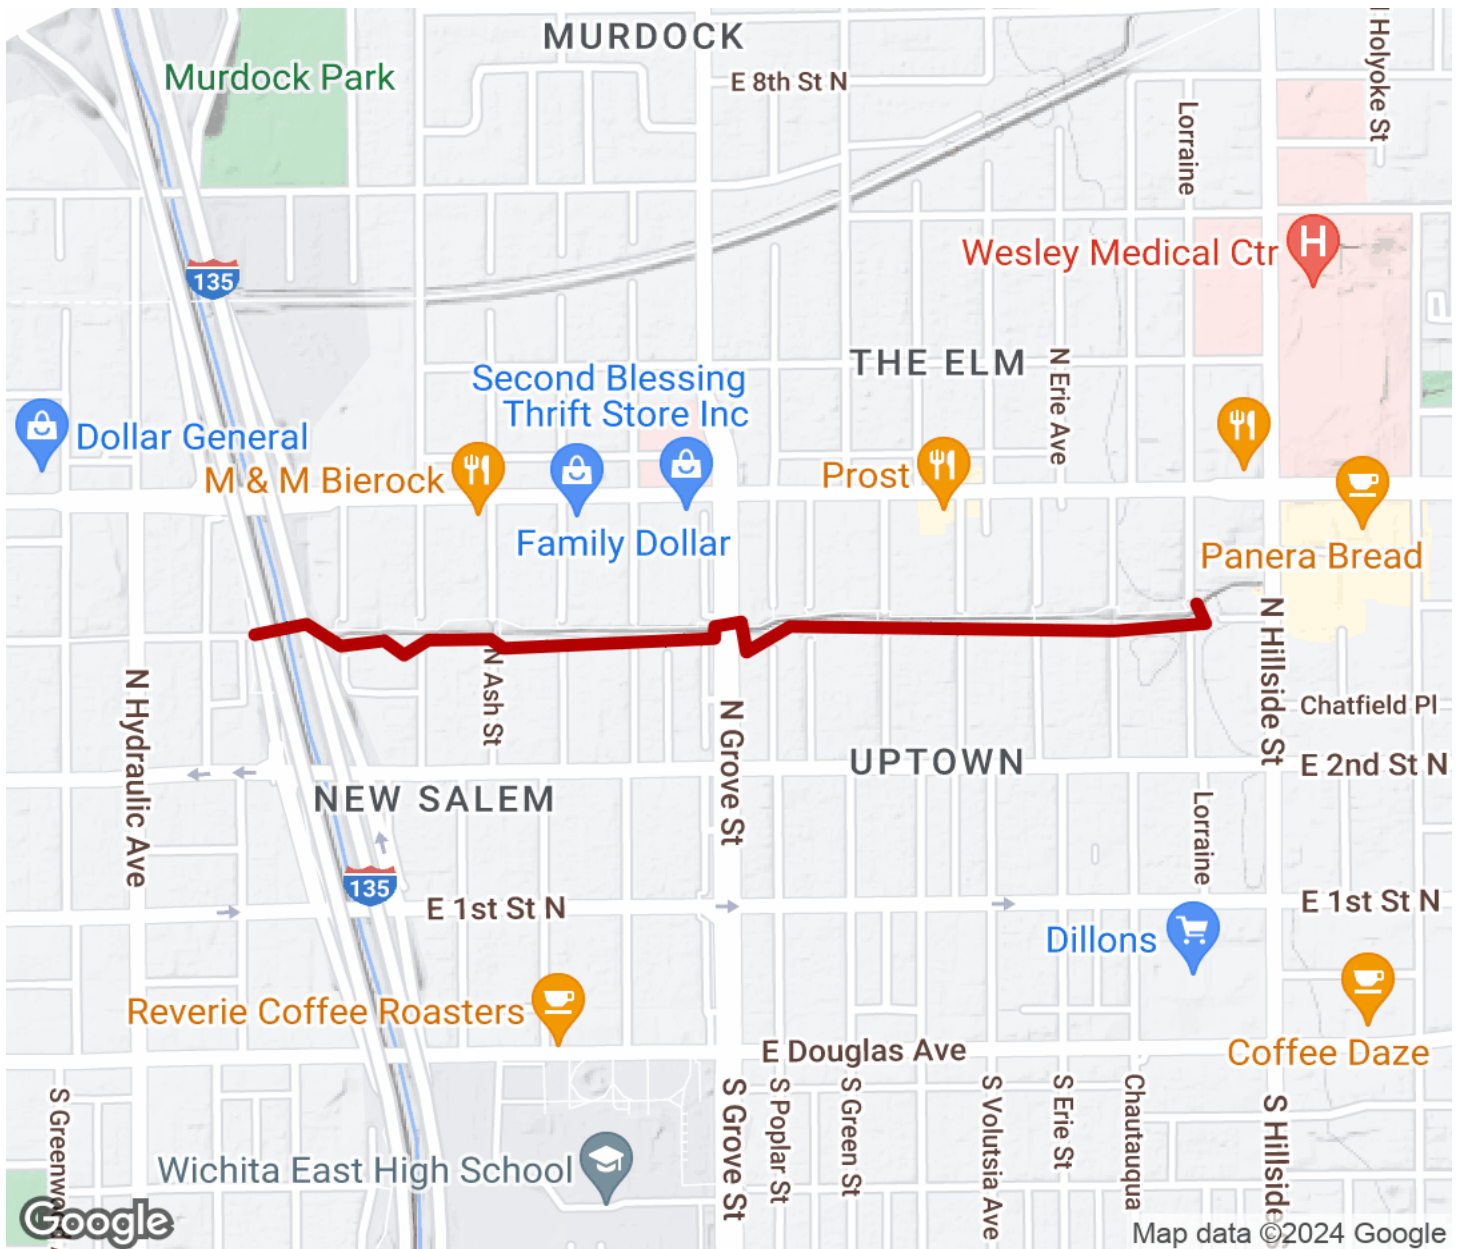 MURDOCK
Murdock Park
E 8th St N
Holyoke St
Lorraine
Wesley Medical Ctr
H
135
THE ELM
N Erie Ave
Second Blessing
Thrift Store Inc
Dollar General
M & M Bierock
Prost
Family Dollar
Panera Bread
N Hillside St
N Hydraulic Ave
N Ash St
N Grove St
Chatfield Pl
UPTOWN
E 2nd St N
NEW SALEM
Lorraine
135
E 1st St N
E 1st St N
Dillons
Reverie Coffee Roasters
E Douglas Ave
Coffee Daze
S Greenwood
S Grove St
S Poplar St
S Green St
S Volutsia Ave
S Erie St
Chautauqua
S Hillside
Wichita East High School
Google
Map data ©2024 Google